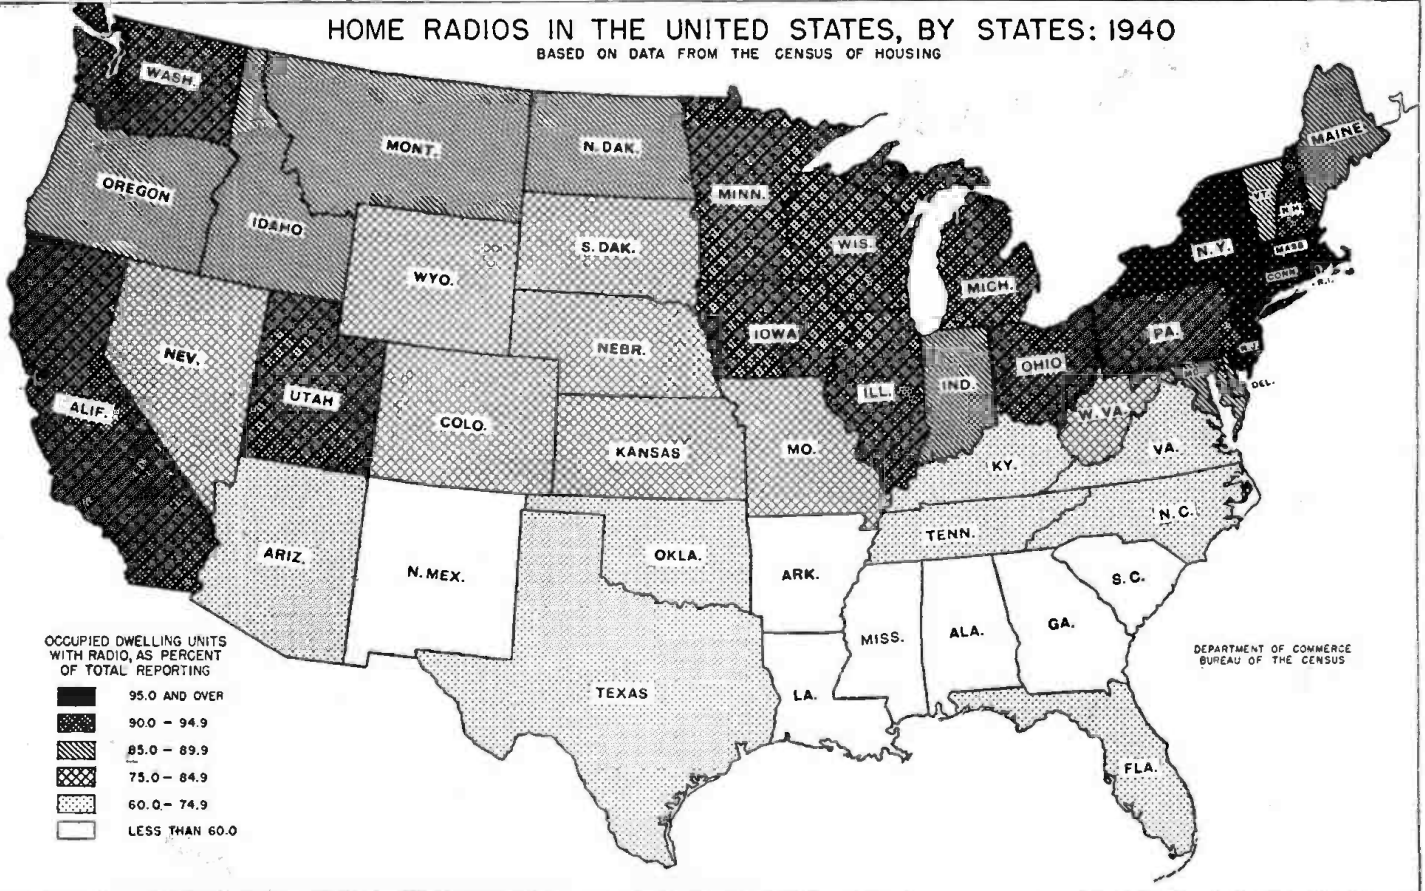 HOME RADIOS IN THE UNITED STATES, BY STATES: 1940
BASED ON DATA FROM THE CENSUS OF HOUSING
WASH.
MONT.
N. DAK.
MINN.
MAINE
OREGON
IDAHO
S. DAK.
WIS.
VT.
N.H.
WYO.
N.Y.
MASS
CONN.
R.I.
MICH.
NEV.
NEBR.
IOWA
PA.
N.J.
UTAH
OHIO
IND.
ILL.
MD.
DEL.
ALIF.
COLO.
KANSAS
MO.
W. VA.
VA.
KY.
ARIZ.
N. MEX.
OKLA.
ARK.
TENN.
N. C.
S. C.
MISS.
ALA.
GA.
TEXAS
LA.
FLA.
DEPARTMENT OF COMMERCE
BUREAU OF THE CENSUS
OCCUPIED DWELLING UNITS
WITH RADIO, AS PERCENT
OF TOTAL REPORTING
95.0 AND OVER
90.0 - 94.9
85.0 - 89.9
75.0 - 84.9
60.0 - 74.9
LESS THAN 60.0